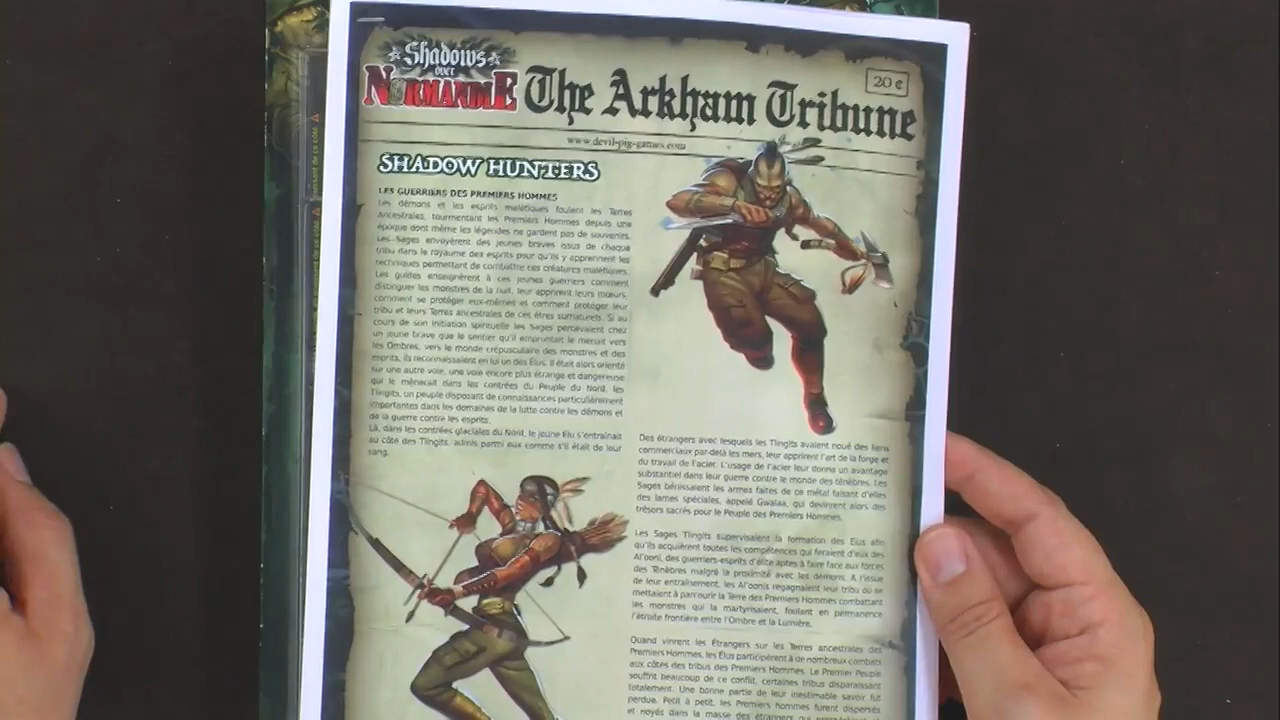 Shadows
over
NORMANDIE
The Arkham Tribune
20 ¢
www.devil-pig-games.com
SHADOW HUNTERS
LES GUERRIERS DES PREMIERS HOMMES
Les démons et les esprits maléfiques foulent les Terres
Ancestrales, tourmentant les Premiers Hommes depuis une
époque dont même les légendes ne gardent pas de souvenirs.
Les Sages envoyèrent des jeunes braves issus de chaque
tribu dans le royaume des esprits pour qu'ils y apprennent les
techniques permettant de combattre ces créatures maléfiques.
Les guides enseignèrent à ces jeunes guerriers comment
distinguer les monstres de la nuit, leur apprirent leurs mœurs,
comment se protéger eux-mêmes et comment protéger leur
tribu et leurs Terres ancestrales de ces êtres surnaturels. Si au
cours de son initiation spirituelle les Sages percevaient chez
un jeune brave que le sentier qu'il empruntait le menait vers
les Ombres, vers le monde crépusculaire des monstres et des
esprits, ils reconnaissaient en lui un des Élus. Il était alors orienté
sur une autre voie, une voie encore plus étrange et dangereuse
qui le mènerait dans les contrées du Peuple du Nord, les
Tlingits, un peuple disposant de connaissances particulièrement
importantes dans les domaines de la lutte contre les démons et
de la guerre contre les esprits.
Là, dans les contrées glaciales du Nord, le jeune Élu s'entraînait
au côté des Tlingits, admis parmi eux comme s'il était de leur
sang.
Des étrangers avec lesquels les Tlingits avaient noué des liens
commerciaux par-delà les mers, leur apprirent l'art de la forge et
du travail de l'acier. L'usage de l'acier leur donna un avantage
substantiel dans leur guerre contre le monde des ténèbres. Les
Sages bénissaient les armes faites de ce métal faisant d'elles
des lames spéciales, appelé Gwalaa, qui devinrent alors des
trésors sacrés pour le Peuple des Premiers Hommes.
Les Sages Tlingits supervisaient la formation des Élus afin
qu'ils acquièrent toutes les compétences qui feraient d'eux des
Al'ooni, des guerriers-esprits d'élite aptes à faire face aux forces
des Ténèbres malgré la proximité avec les démons. A l'issue
de leur entraînement, les Al'oonis regagnaient leur tribu où se
mettaient à parcourir la Terre des Premiers Hommes combattant
les monstres qui la martyrisaient, foulant en permanence
l'étroite frontière entre l'Ombre et la Lumière.
Quand vinrent les Étrangers sur les Terres ancestrales des
Premiers Hommes, les Élus participèrent à de nombreux combats
aux côtés des tribus des Premiers Hommes. Le Premier Peuple
souffrit beaucoup de ce conflit, certaines tribus disparaissant
totalement. Une bonne partie de leur inestimable savoir fut
perdue. Petit à petit, les Premiers hommes furent dispersés
et noyés dans la masse des étrangers qui